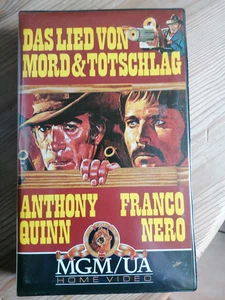 DAS LIED VON
MORD & TOTSCHLAG
ANTHONY FRANCO
QUINN NERO
MGM/UA
HOME VIDEO